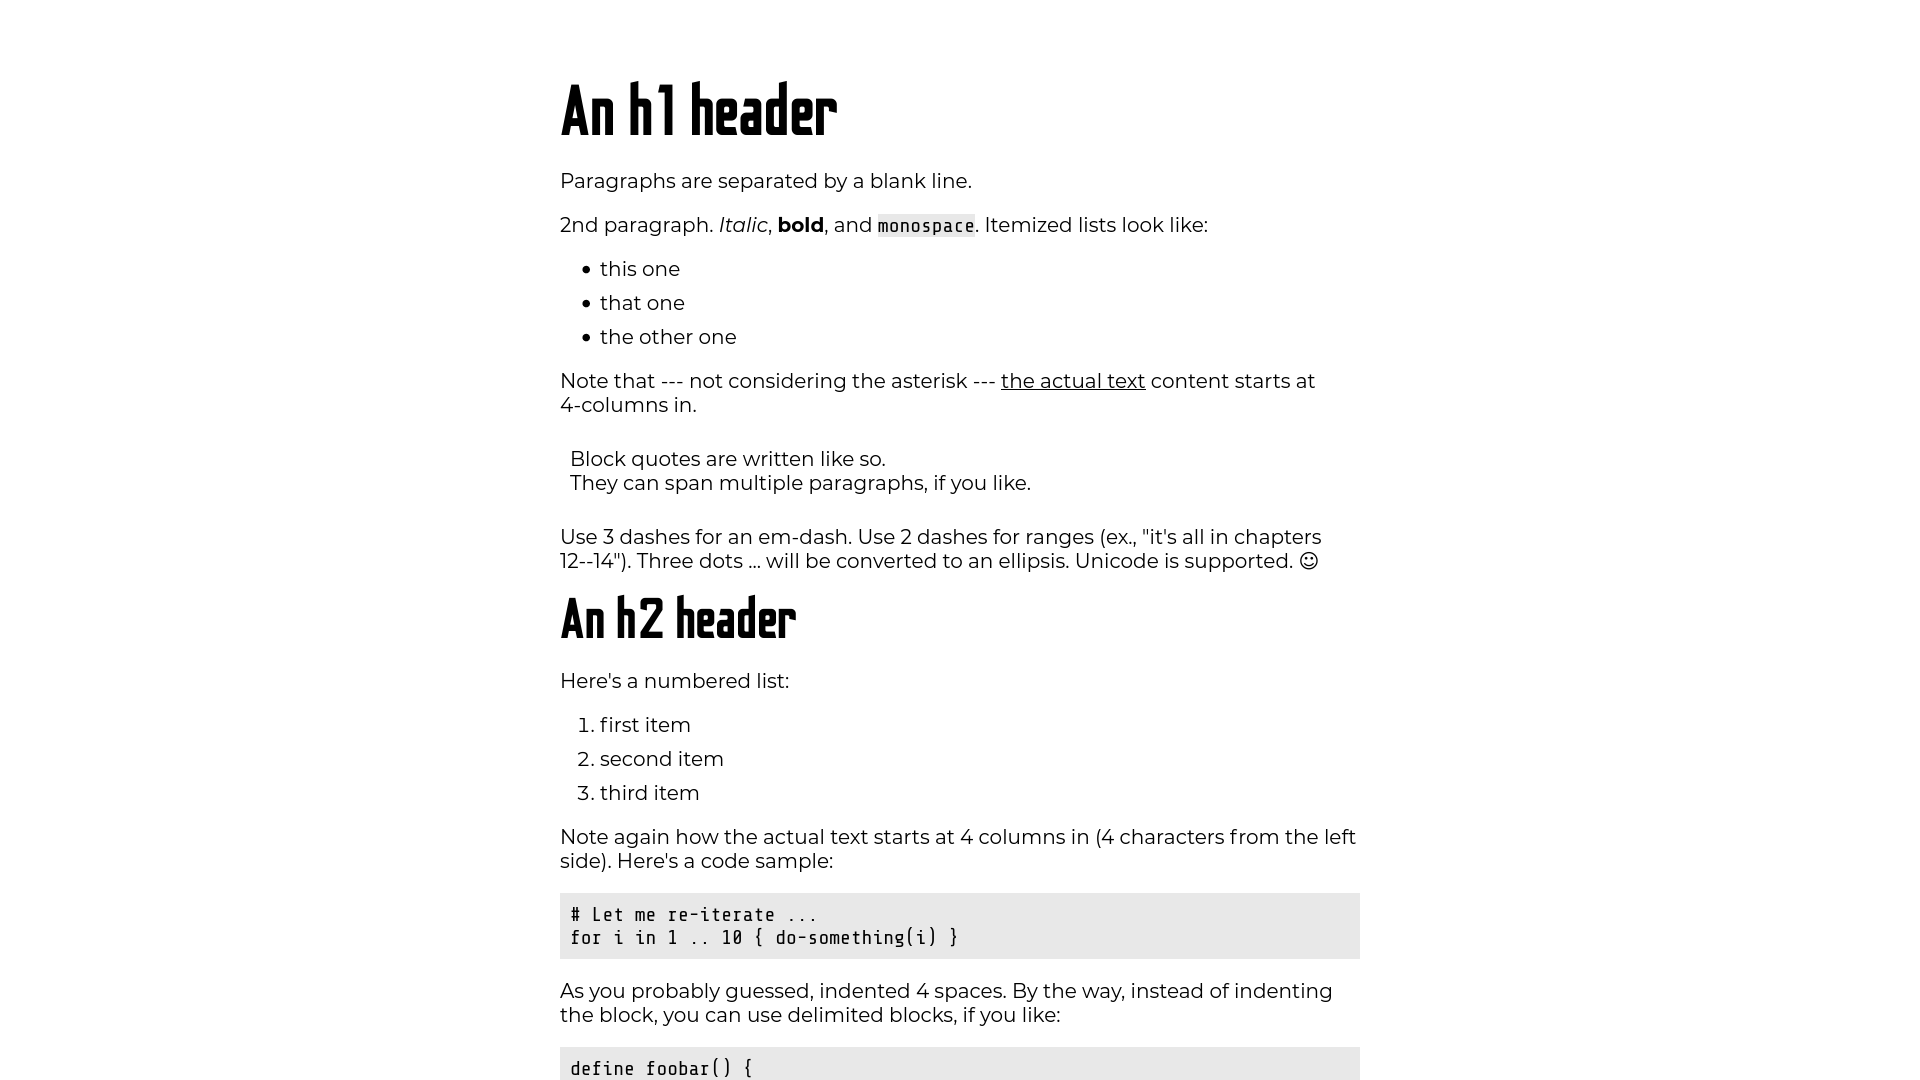 An h1 header
Paragraphs are separated by a blank line.
2nd paragraph. Italic, bold, and monospace. Itemized lists look like:
• this one
• that one
• the other one
Note that --- not considering the asterisk --- the actual text content starts at
4-columns in.
Block quotes are written like so.
They can span multiple paragraphs, if you like.
Use 3 dashes for an em-dash. Use 2 dashes for ranges (ex., "it's all in chapters
12--14"). Three dots ... will be converted to an ellipsis. Unicode is supported. ☺
An h2 header
Here's a numbered list:
1. first item
2. second item
3. third item
Note again how the actual text starts at 4 columns in (4 characters from the left
side). Here's a code sample:
# Let me re-iterate ...
for i in 1 .. 10 { do-something(i) }
As you probably guessed, indented 4 spaces. By the way, instead of indenting
the block, you can use delimited blocks, if you like:
define foobar() {